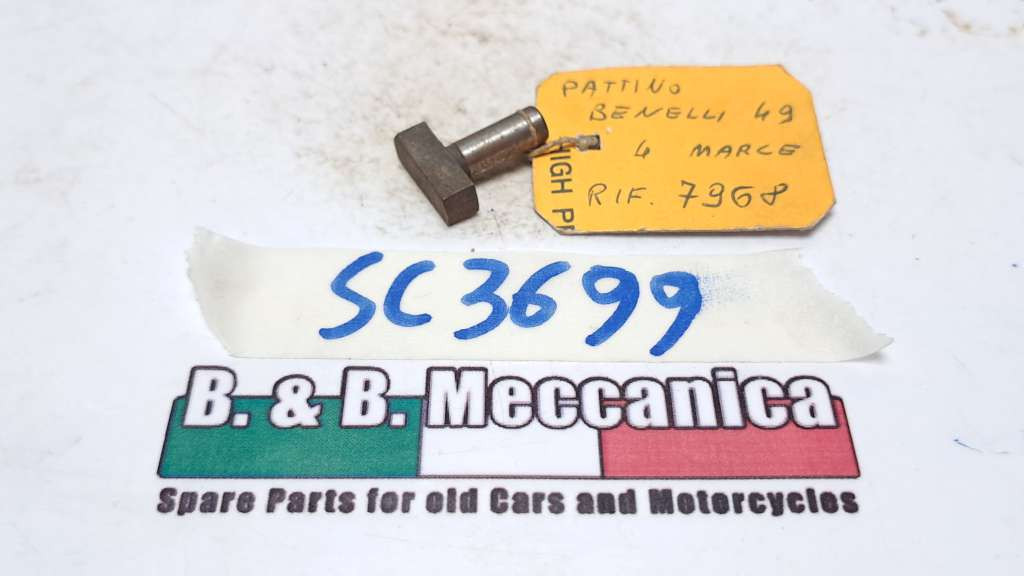 PATTINO
BENELLI 49
4 MARCE
RIF. 7968
HIGH
SC3699
B. & B. Meccanica
Spare Parts for old Cars and Motorcycles